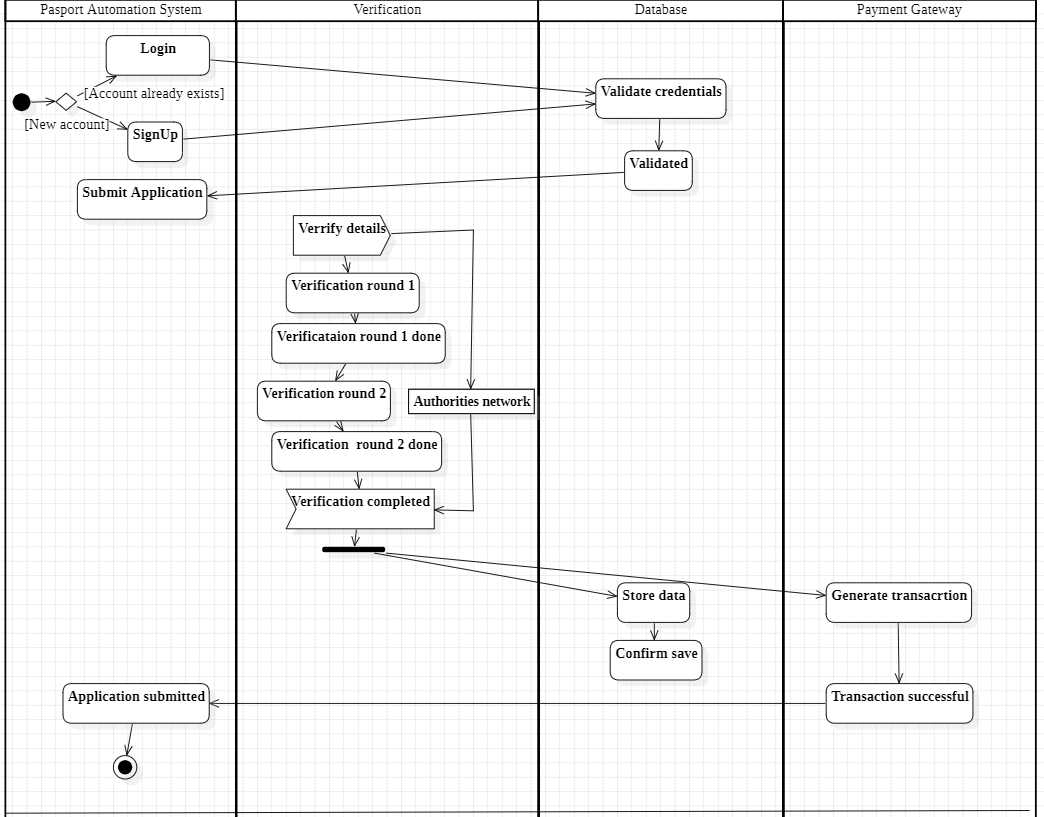 Pasport Automation System
Verification
Database
Payment Gateway
Login
[Account already exists]
[New account]
SignUp
Validate credentials
Validated
Submit Application
Verrify details
Verification round 1
Verificataion round 1 done
Verification round 2
Authorities network
Verification  round 2 done
Verification completed
Store data
Generate transacrtion
Confirm save
Application submitted
Transaction successful